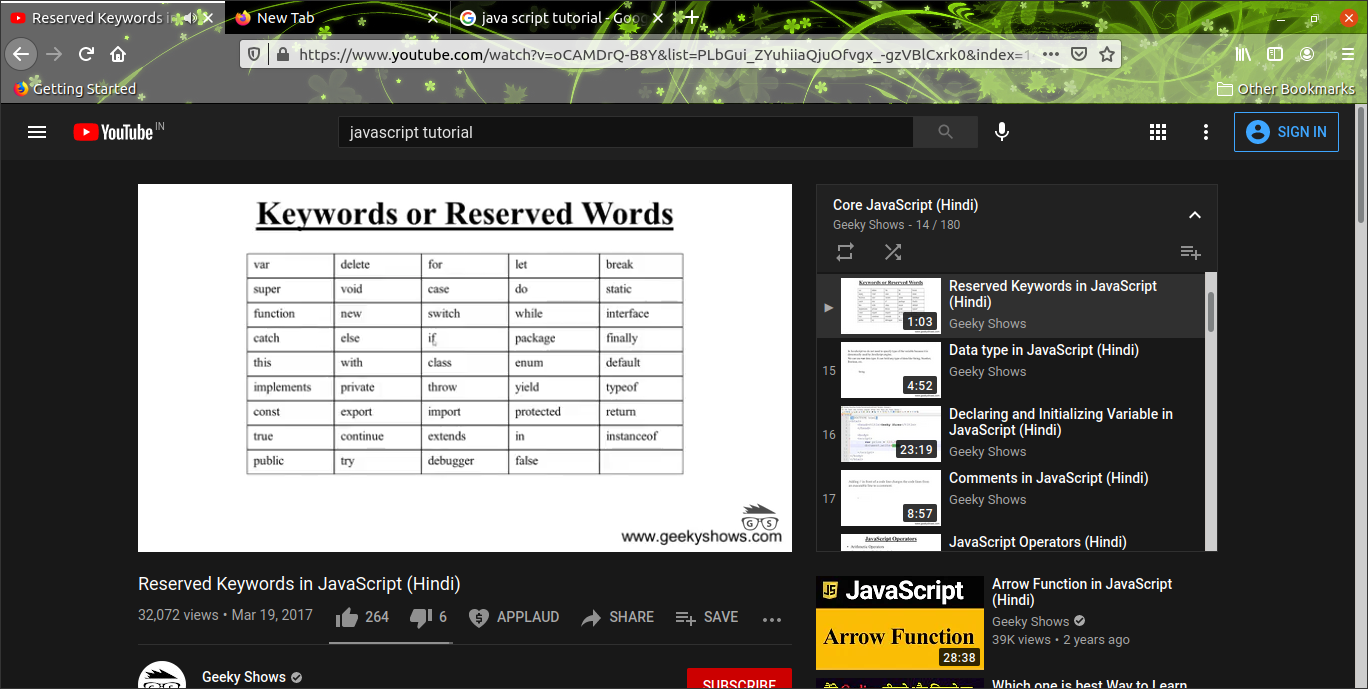 Reserved Keywords in
New Tab
java script tutorial - Goo
https://www.youtube.com/watch?v=oCAMDrQ-B8Y&list=PLbGui_ZYuhiiaQjuOfvgx_-gzVBlCxrk0&index=1
Getting Started
Other Bookmarks
YouTube IN
javascript tutorial
SIGN IN
Keywords or Reserved Words
var delete for let break
super void case do static
function new switch while interface
catch else if package finally
this with class enum default
implements private throw yield typeof
const export import protected return
true continue extends in instanceof
public try debugger false
G S
www.geekyshows.com
Reserved Keywords in JavaScript (Hindi)
32,072 views • Mar 19, 2017
264
6
APPLAUD
SHARE
SAVE
Geeky Shows
SUBSCRIBE
Core JavaScript (Hindi)
Geeky Shows - 14 / 180
Keywords or Reserved Words
1:03
Reserved Keywords in JavaScript
(Hindi)
Geeky Shows
15
4:52
Data type in JavaScript (Hindi)
Geeky Shows
16
23:19
Declaring and Initializing Variable in
JavaScript (Hindi)
Geeky Shows
17
8:57
Comments in JavaScript (Hindi)
Geeky Shows
JavaScript Operators
JavaScript Operators (Hindi)
JS JavaScript
Arrow Function
28:38
Arrow Function in JavaScript
(Hindi)
Geeky Shows
39K views • 2 years ago
Which one is best Way to Learn